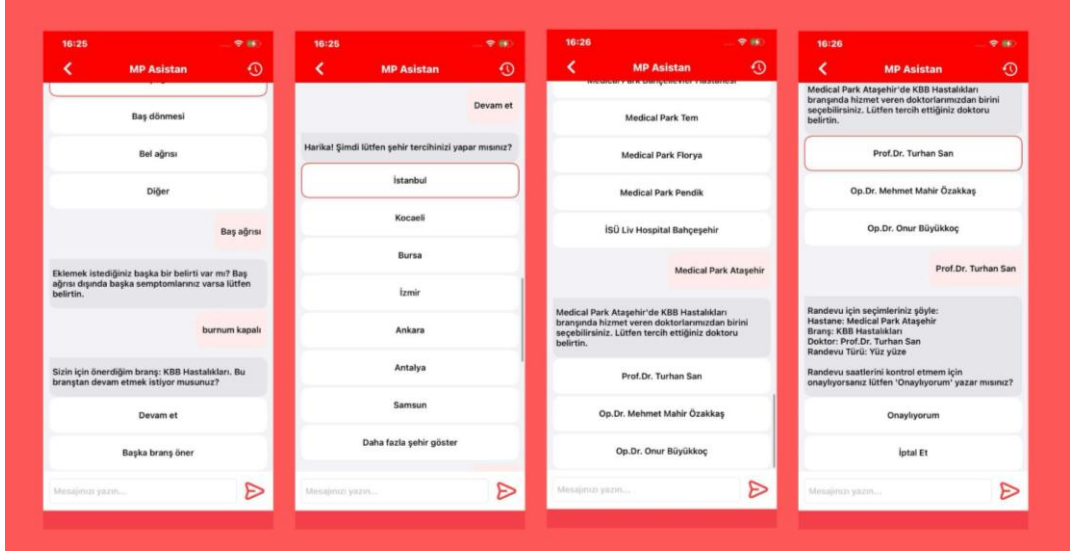 16:25
MP Asistan
Baş dönmesi
Bel ağrısı
Diğer
Baş ağrısı
Eklemek istediğiniz başka bir belirti var mı? Baş
ağrısı dışında başka semptomlarınız varsa lütfen
belirtin.
burnum kapalı
Sizin için önerdiğim branş: KBB Hastalıkları. Bu
branştan devam etmek istiyor musunuz?
Devam et
Başka branş öner
Mesajınızı yazın...
16:25
MP Asistan
Devam et
Harika! Şimdi lütfen şehir tercihinizi yapar mısınız?
İstanbul
Kocaeli
Bursa
İzmir
Ankara
Antalya
Samsun
Daha fazla şehir göster
Mesajınızı yazın...
16:26
MP Asistan
Medical Park Bahçelievler Hastanesi
Medical Park Tem
Medical Park Florya
Medical Park Pendik
İSÜ Liv Hospital Bahçeşehir
Medical Park Ataşehir
Medical Park Ataşehir'de KBB Hastalıkları
branşında hizmet veren doktorlarımızdan birini
seçebilirsiniz. Lütfen tercih ettiğiniz doktoru
belirtin.
Prof.Dr. Turhan San
Op.Dr. Mehmet Mahir Özakkaş
Op.Dr. Onur Büyükkoç
Mesajınızı yazın...
16:26
MP Asistan
Medical Park Ataşehir'de KBB Hastalıkları
branşında hizmet veren doktorlarımızdan birini
seçebilirsiniz. Lütfen tercih ettiğiniz doktoru
belirtin.
Prof.Dr. Turhan San
Op.Dr. Mehmet Mahir Özakkaş
Op.Dr. Onur Büyükkoç
Prof.Dr. Turhan San
Randevu için seçimleriniz şöyle:
Hastane: Medical Park Ataşehir
Branş: KBB Hastalıkları
Doktor: Prof.Dr. Turhan San
Randevu Türü: Yüz yüze
Randevu saatlerini kontrol etmem için
onaylıyorsanız lütfen 'Onaylıyorum' yazar mısınız?
Onaylıyorum
İptal Et
Mesajınızı yazın...